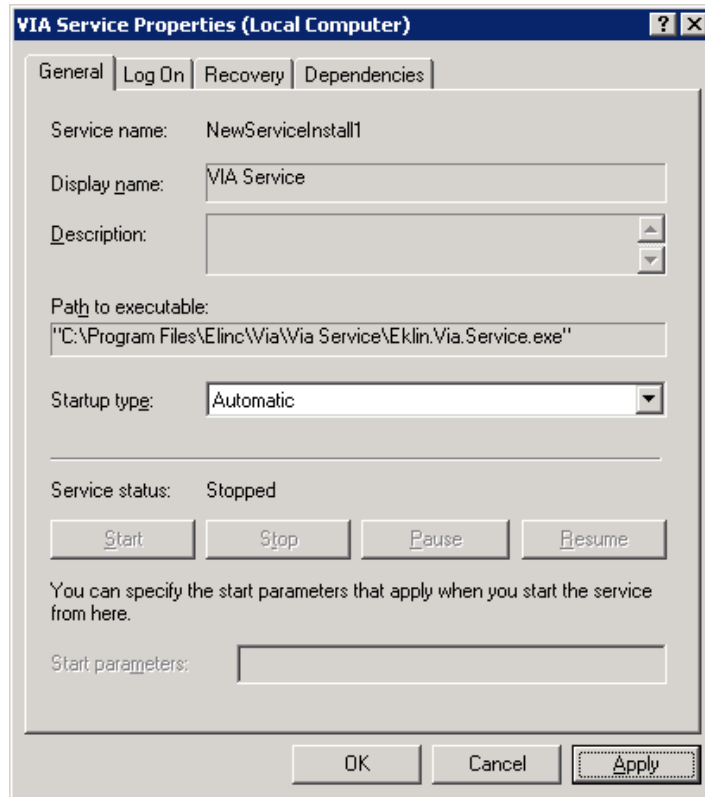 VIA Service Properties (Local Computer)
General Log On Recovery Dependencies
Service name: NewServiceInstall1
Display name: VIA Service
Description:
Path to executable:
"C:\Program Files\Elinc\Via\Via Service\Eklin.Via.Service.exe"
Startup type: Automatic
Service status: Stopped
Start Stop Pause Resume
You can specify the start parameters that apply when you start the service
from here.
Start parameters:
OK Cancel Apply